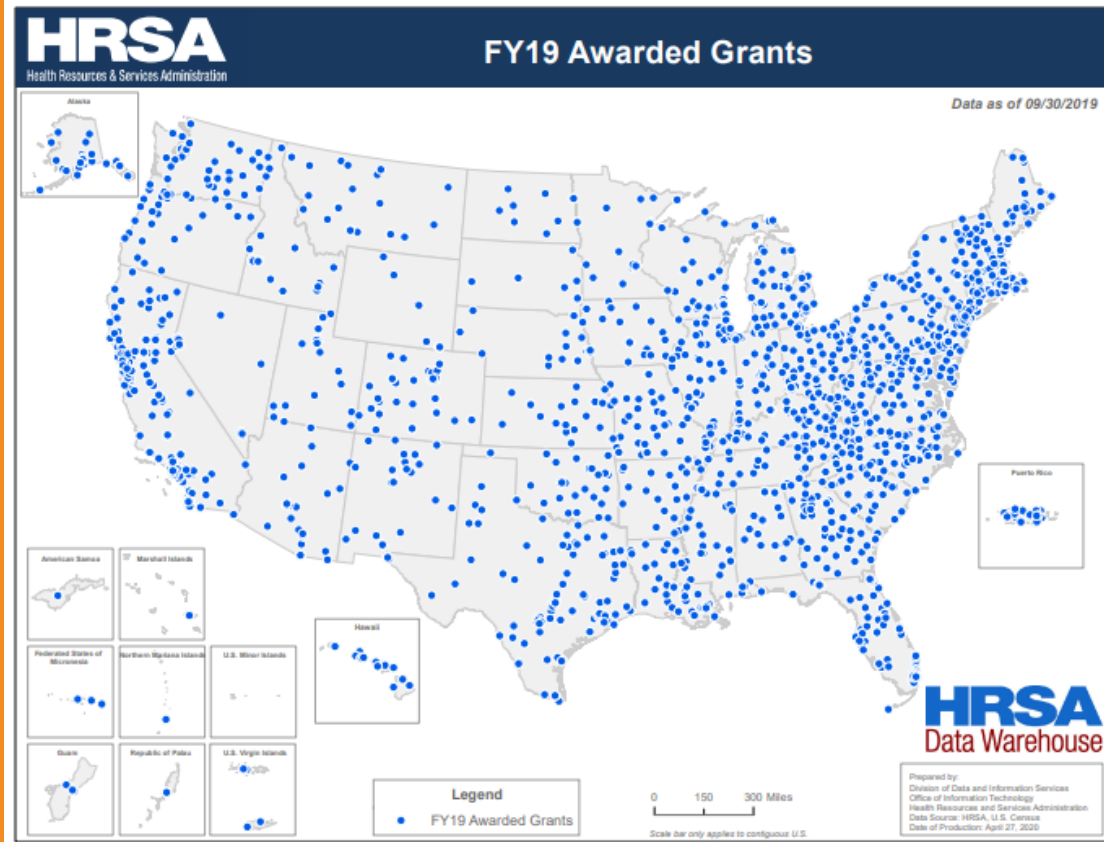 HRSA
Health Resources & Services Administration
FY19 Awarded Grants
Data as of 09/30/2019
Alaska
Puerto Rico
American Samoa
Marshall Islands
Hawaii
Federated States of
Micronesia
Northern Mariana Islands
U.S. Minor Islands
Guam
Republic of Palau
U.S. Virgin Islands
Legend
FY19 Awarded Grants
0 150 300 Miles
Scale bar only applies to contiguous U.S.
HRSA
Data Warehouse
Prepared by:
Division of Data and Information Services
Office of Information Technology
Health Resources and Services Administration
Data Source: HRSA, U.S. Census
Date of Production: April 27, 2020